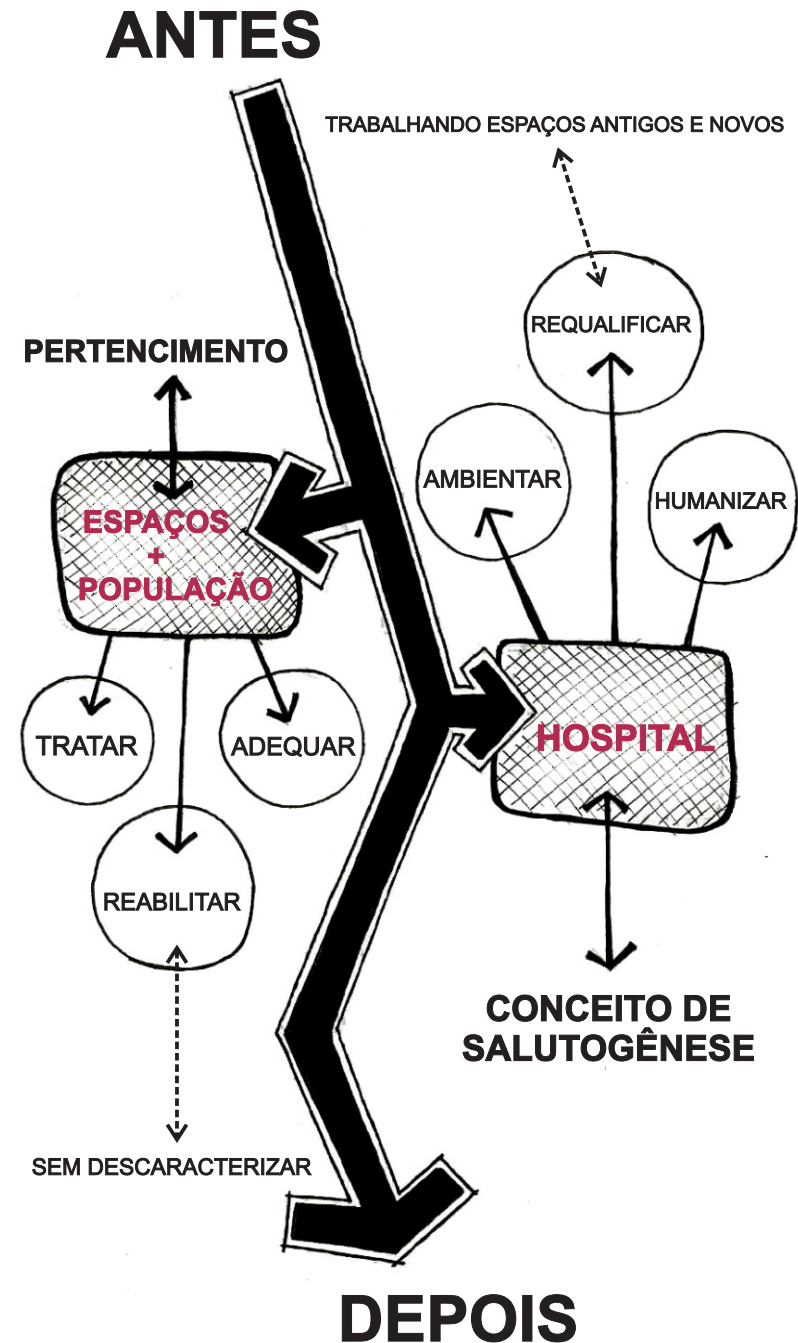 ANTES
TRABALHANDO ESPAÇOS ANTIGOS E NOVOS
REQUALIFICAR
PERTENCIMENTO
AMBIENTAR
HUMANIZAR
ESPAÇOS
+
POPULAÇÃO
TRATAR
ADEQUAR
HOSPITAL
REABILITAR
CONCEITO DE
SALUTOGÊNESE
SEM DESCARACTERIZAR
DEPOIS